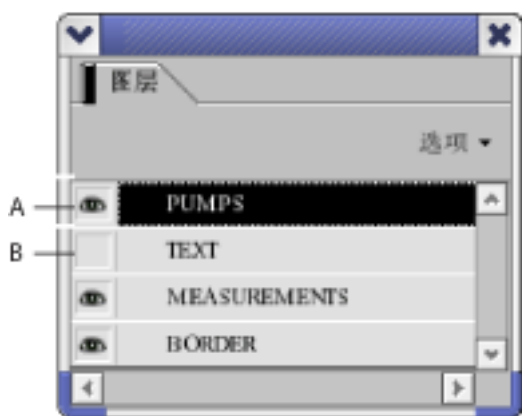 图层
选项
A PUMPS
B TEXT
MEASUREMENTS
BORDER